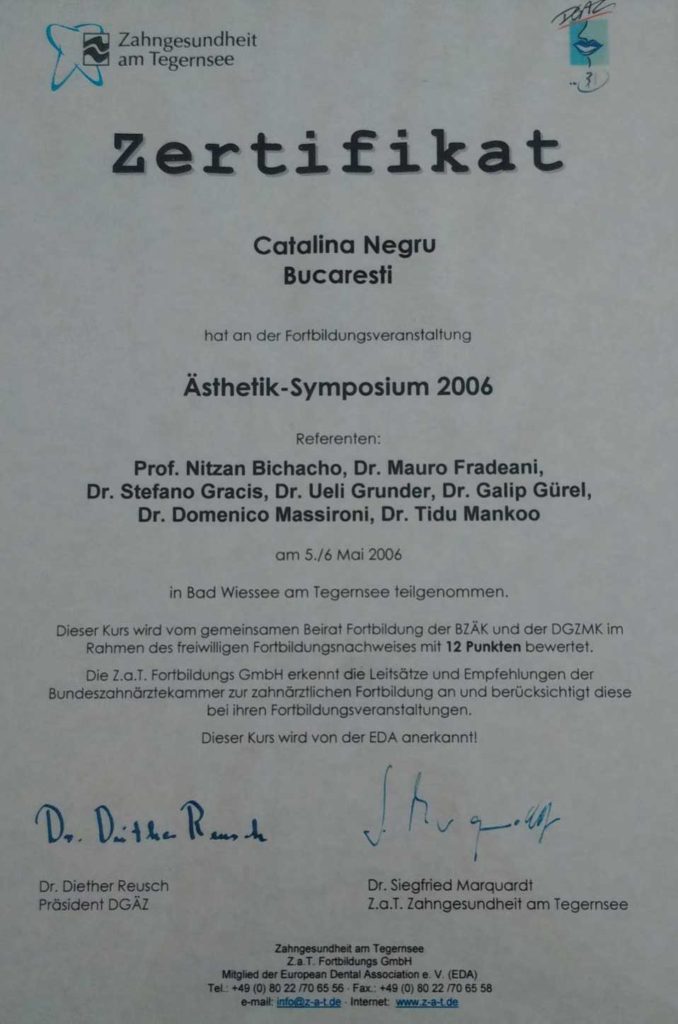 Zahngesundheit
am Tegernsee
DGÄZ
Zertifikat
Catalina Negru
Bucaresti
hat an der Fortbildungsveranstaltung
Ästhetik-Symposium 2006
Referenten:
Prof. Nitzan Bichacho, Dr. Mauro Fradeani,
Dr. Stefano Gracis, Dr. Ueli Grunder, Dr. Galip Gürel,
Dr. Domenico Massironi, Dr. Tidu Mankoo
am 5./6 Mai 2006
in Bad Wiessee am Tegernsee teilgenommen.
Dieser Kurs wird vom gemeinsamen Beirat Fortbildung der BZÄK und der DGZMK im
Rahmen des freiwilligen Fortbildungsnachweises mit 12 Punkten bewertet.
Die Z.a.T. Fortbildungs GmbH erkennt die Leitsätze und Empfehlungen der
Bundeszahnärztekammer zur zahnärztlichen Fortbildung an und berücksichtigt diese
bei ihren Fortbildungsveranstaltungen.
Dieser Kurs wird von der EDA anerkannt!
Dr. Diether Reusch
S. Marquardt
Dr. Diether Reusch
Präsident DGÄZ
Dr. Siegfried Marquardt
Z.a.T. Zahngesundheit am Tegernsee
Zahngesundheit am Tegernsee
Z.a.T. Fortbildungs GmbH
Mitglied der European Dental Association e. V. (EDA)
Tel.: +49 (0) 80 22 /70 65 56 · Fax.: +49 (0) 80 22 /70 65 58
e-mail: info@z-a-t.de · Internet: www.z-a-t.de